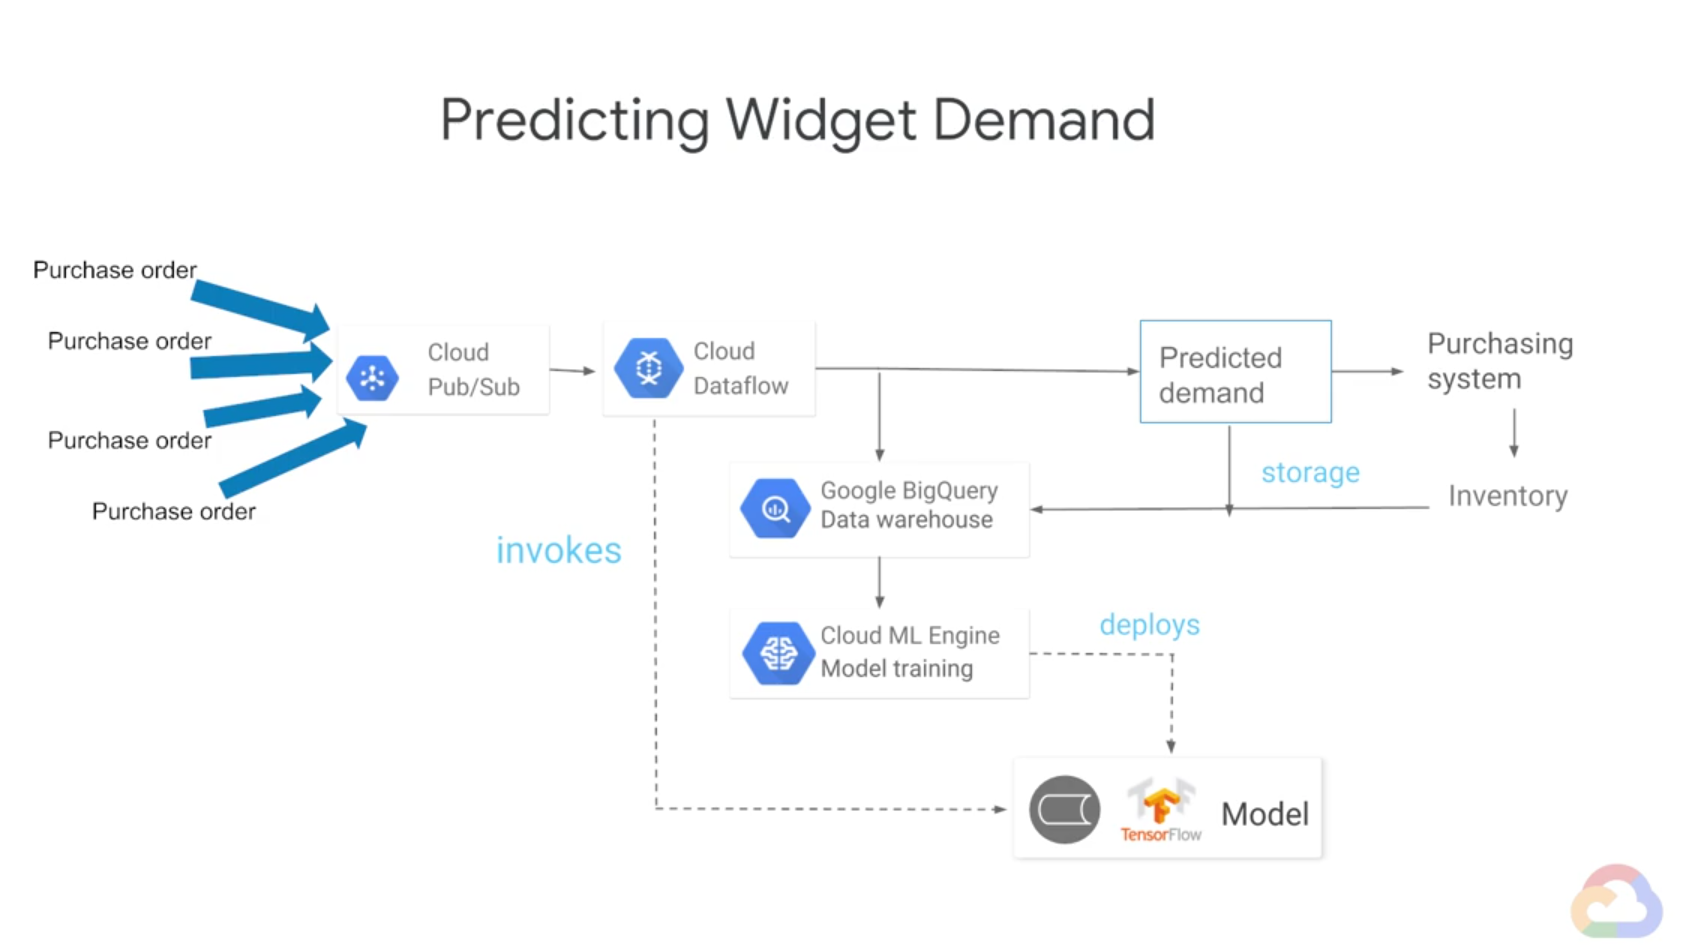 Predicting Widget Demand
Purchase order
Purchase order
Purchase order
Purchase order
Cloud
Pub/Sub
Cloud
Dataflow
Predicted
demand
Purchasing
system
storage
Inventory
Google BigQuery
Data warehouse
invokes
Cloud ML Engine
Model training
deploys
TensorFlow
Model